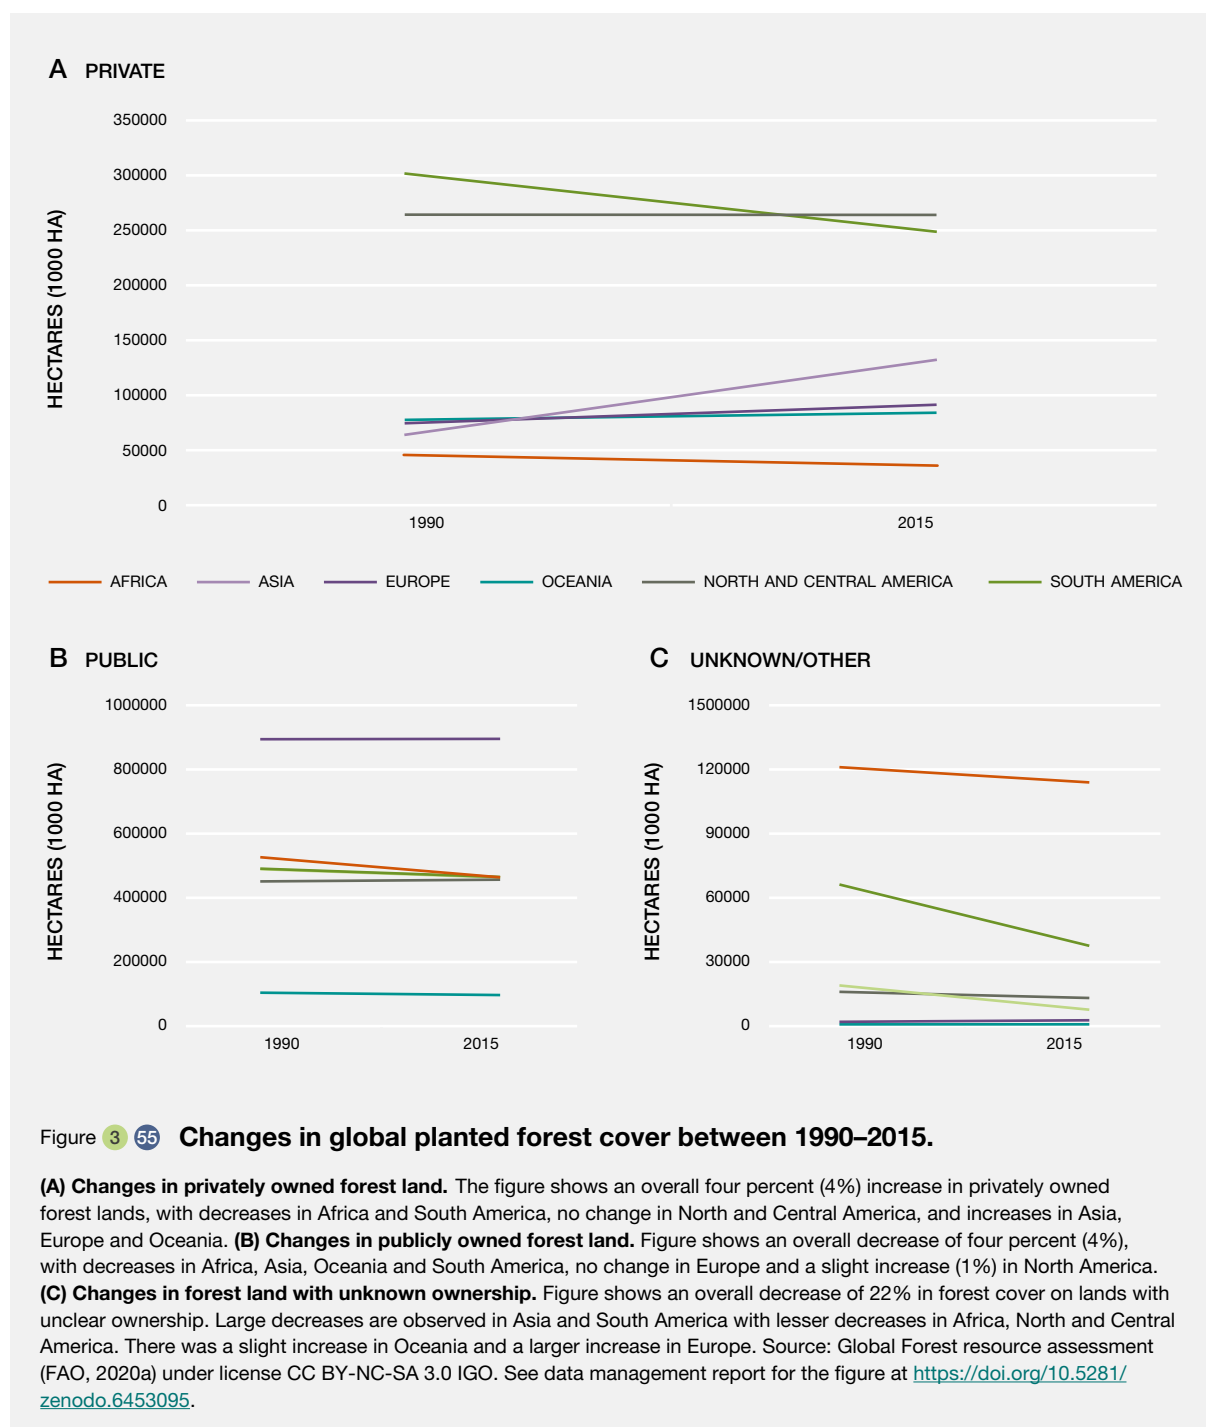 A PRIVATE
350000
300000
250000
200000
150000
100000
50000
0
HECTARES (1000 HA)
1990 2015
AFRICA ASIA EUROPE OCEANIA NORTH AND CENTRAL AMERICA SOUTH AMERICA
B PUBLIC
1000000
800000
600000
400000
200000
0
HECTARES (1000 HA)
1990 2015
C UNKNOWN/OTHER
1500000
120000
90000
60000
30000
0
HECTARES (1000 HA)
1990 2015
Figure 3 55 Changes in global planted forest cover between 1990–2015.
(A) Changes in privately owned forest land. The figure shows an overall four percent (4%) increase in privately owned
forest lands, with decreases in Africa and South America, no change in North and Central America, and increases in Asia,
Europe and Oceania. (B) Changes in publicly owned forest land. Figure shows an overall decrease of four percent (4%),
with decreases in Africa, Asia, Oceania and South America, no change in Europe and a slight increase (1%) in North America.
(C) Changes in forest land with unknown ownership. Figure shows an overall decrease of 22% in forest cover on lands with
unclear ownership. Large decreases are observed in Asia and South America with lesser decreases in Africa, North and Central
America. There was a slight increase in Oceania and a larger increase in Europe. Source: Global Forest resource assessment
(FAO, 2020a) under license CC BY-NC-SA 3.0 IGO. See data management report for the figure at https://doi.org/10.5281/
zenodo.6453095.